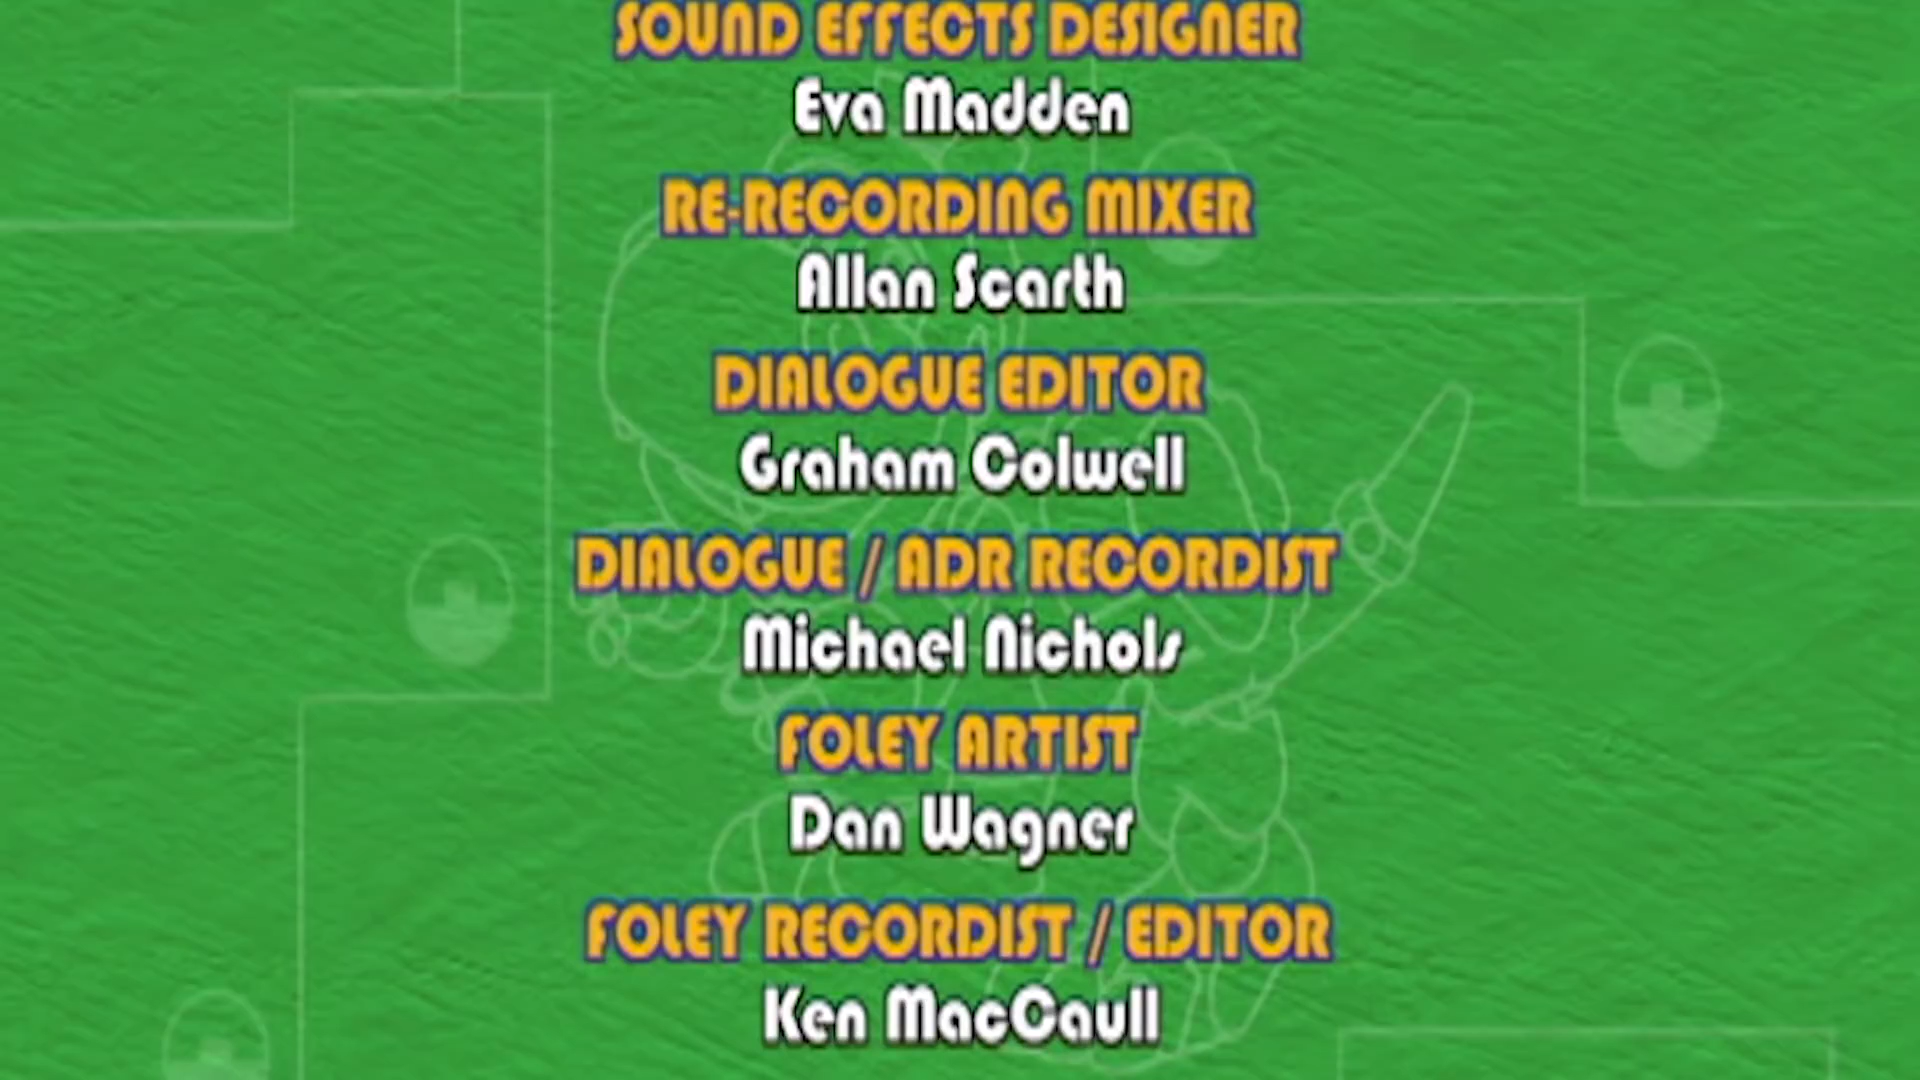 SOUND EFFECTS DESIGNER
Eva Madden
RE-RECORDING MIXER
Allan Scarth
DIALOGUE EDITOR
Graham Colwell
DIALOGUE / ADR RECORDIST
Michael Nichols
FOLEY ARTIST
Dan Wagner
FOLEY RECORDIST / EDITOR
Ken MacCaull